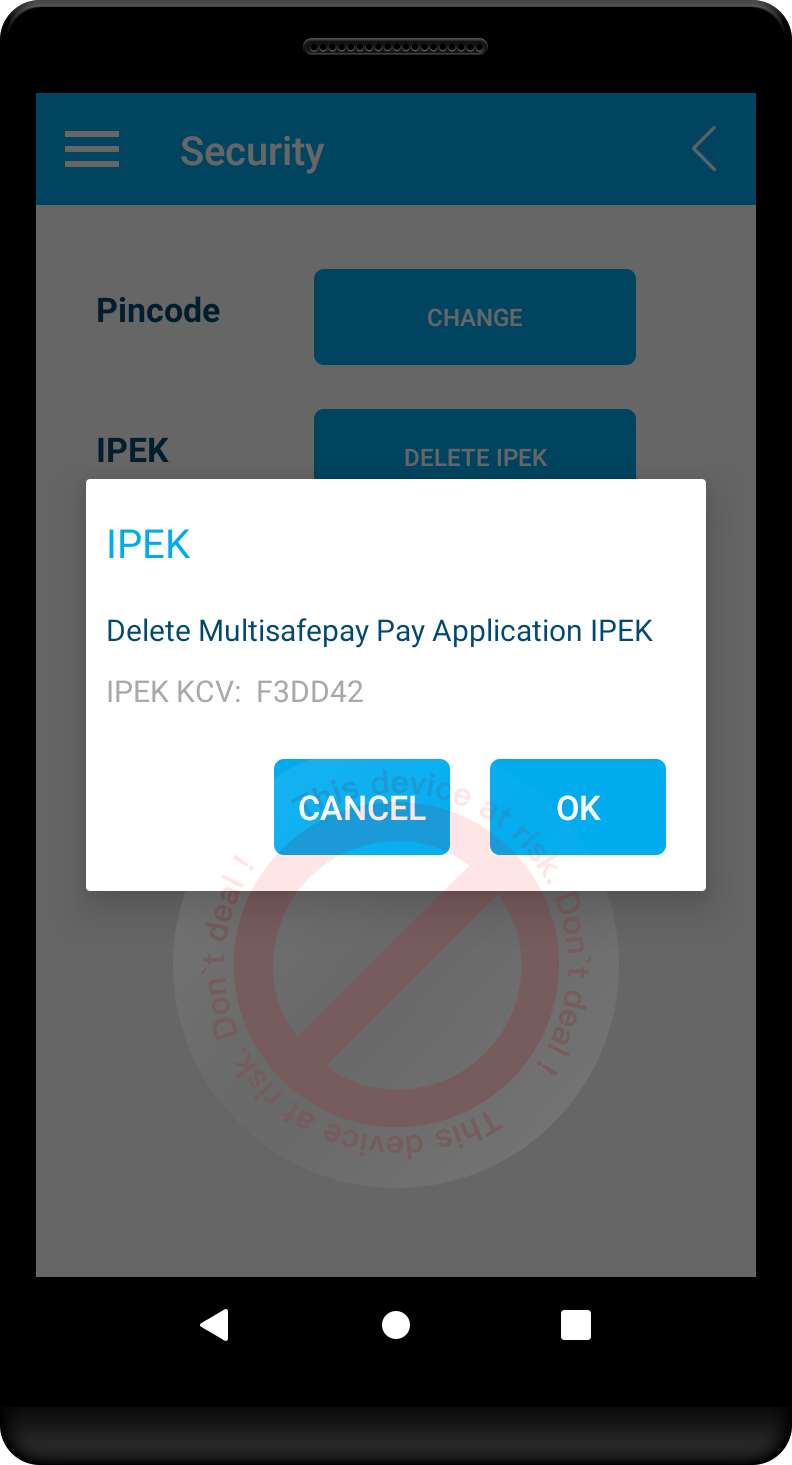 Security
Pincode
CHANGE
IPEK
DELETE IPEK
IPEK
Delete Multisafepay Pay Application IPEK
IPEK KCV: F3DD42
CANCEL
OK
This device at risk. Don`t deal !
This device at risk. Don`t deal !